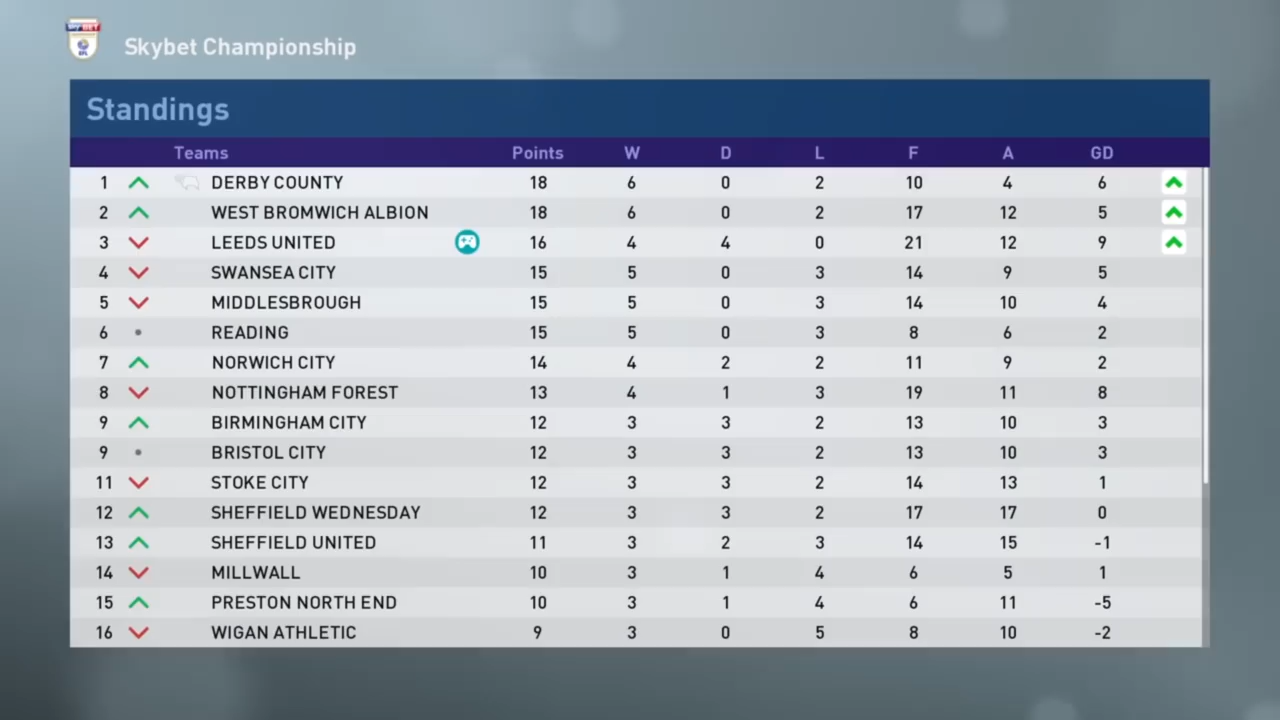 SKY BET
EFL
Skybet Championship
Standings
Teams Points W D L F A GD
1 DERBY COUNTY 18 6 0 2 10 4 6
2 WEST BROMWICH ALBION 18 6 0 2 17 12 5
3 LEEDS UNITED 16 4 4 0 21 12 9
4 SWANSEA CITY 15 5 0 3 14 9 5
5 MIDDLESBROUGH 15 5 0 3 14 10 4
6 READING 15 5 0 3 8 6 2
7 NORWICH CITY 14 4 2 2 11 9 2
8 NOTTINGHAM FOREST 13 4 1 3 19 11 8
9 BIRMINGHAM CITY 12 3 3 2 13 10 3
9 BRISTOL CITY 12 3 3 2 13 10 3
11 STOKE CITY 12 3 3 2 14 13 1
12 SHEFFIELD WEDNESDAY 12 3 3 2 17 17 0
13 SHEFFIELD UNITED 11 3 2 3 14 15 -1
14 MILLWALL 10 3 1 4 6 5 1
15 PRESTON NORTH END 10 3 1 4 6 11 -5
16 WIGAN ATHLETIC 9 3 0 5 8 10 -2